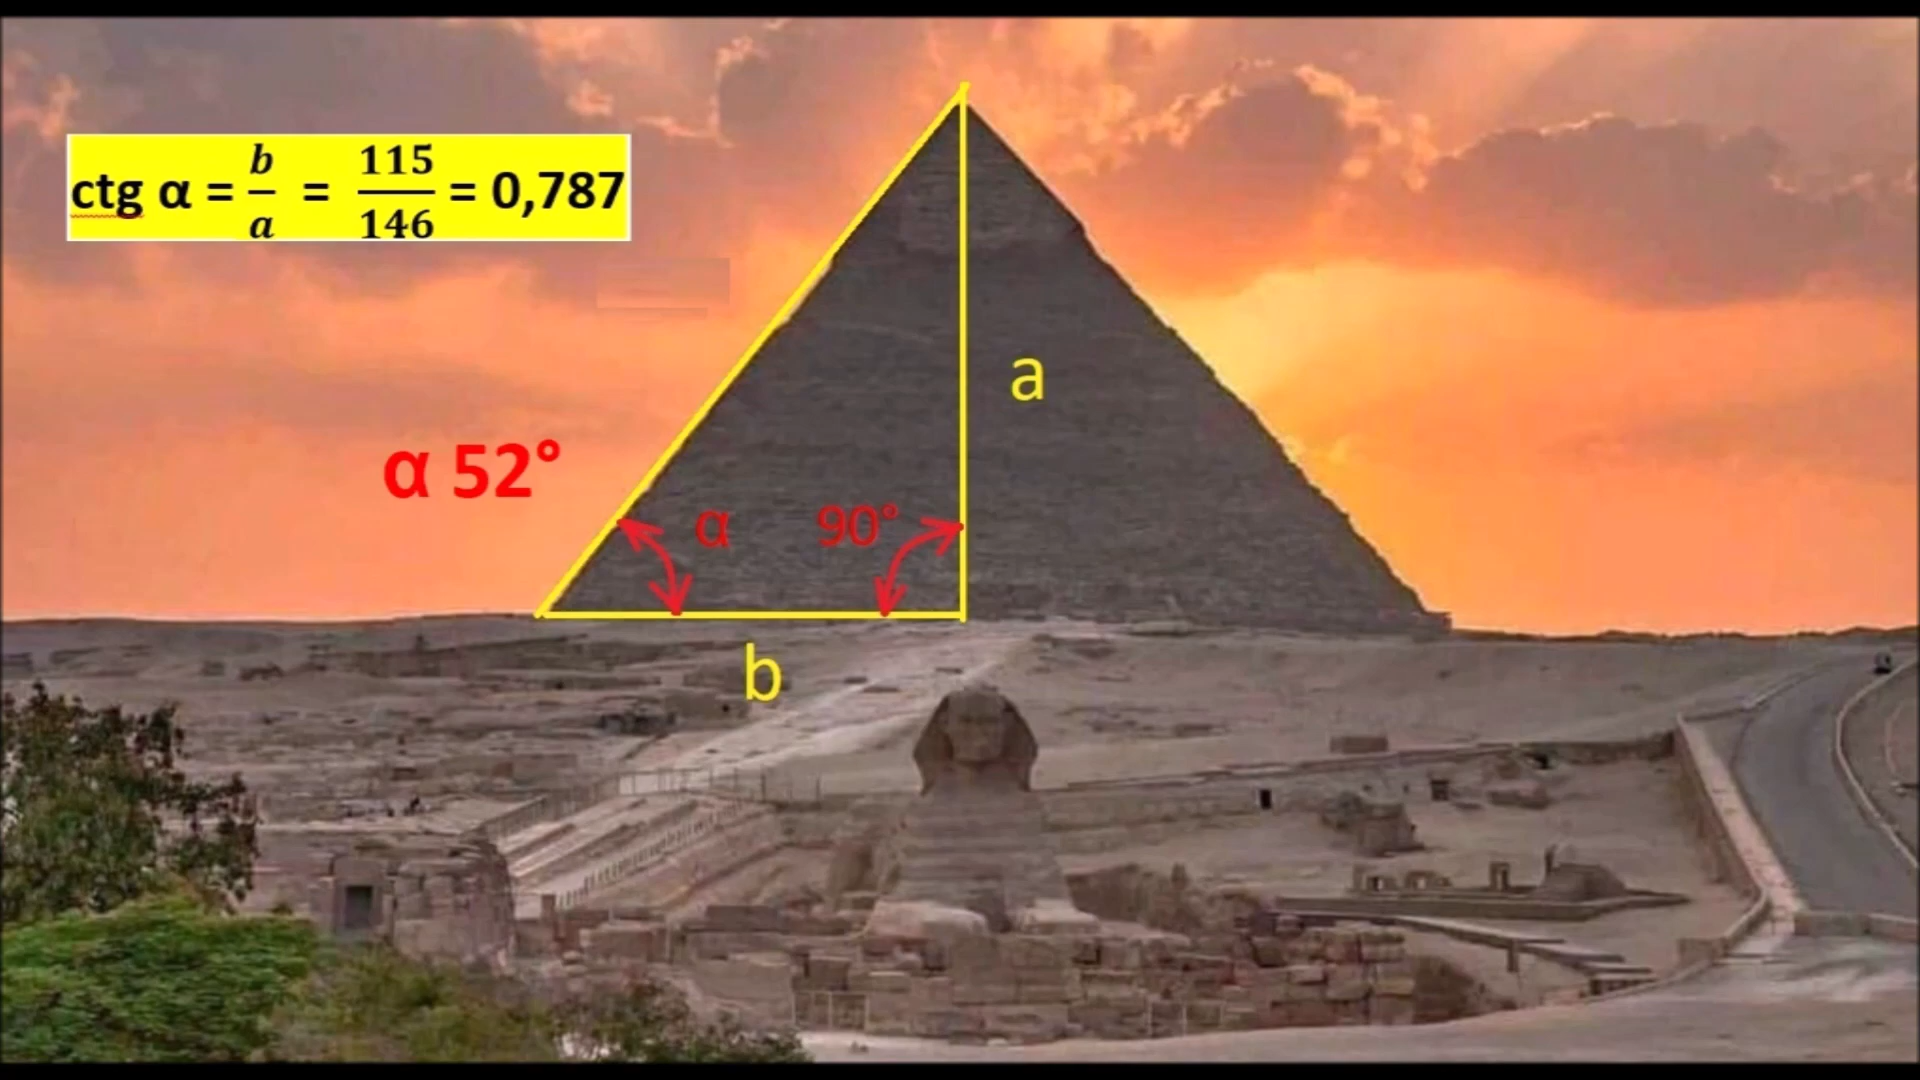 ctg α = b/a = 115/146 = 0,787
a
α 52°
α 90°
b